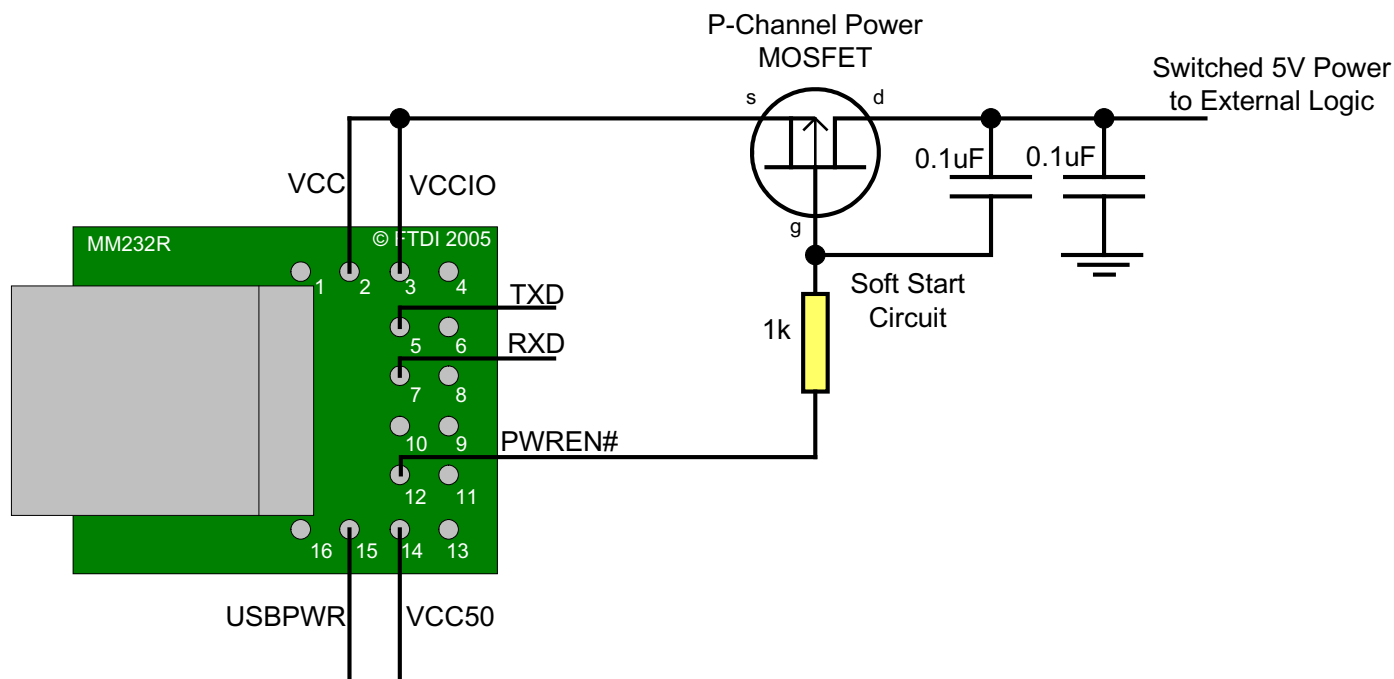 P-Channel Power
MOSFET
Switched 5V Power
to External Logic
s
d
0.1uF
0.1uF
VCC
VCCIO
g
MM232R
© FTDI 2005
1
2
3
4
Soft Start
Circuit
TXD
1k
5
6
RXD
7
8
10
9
PWREN#
12
11
16
15
14
13
USBPWR
VCC50